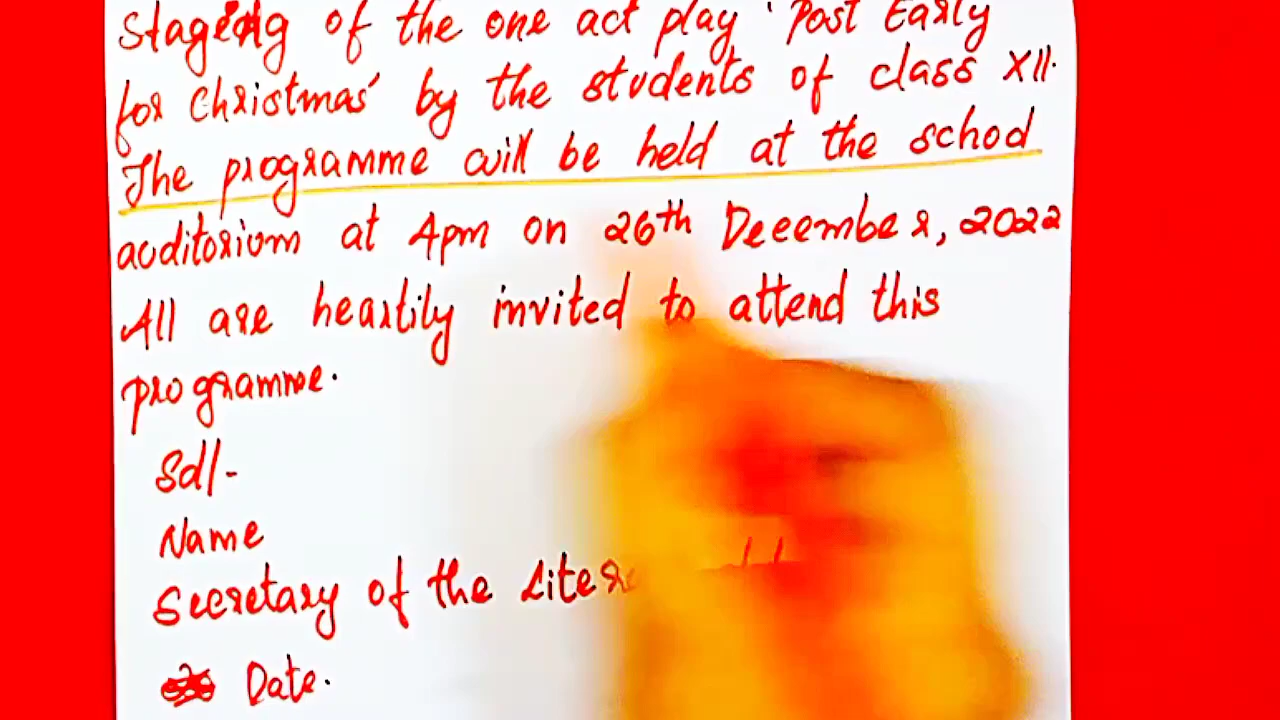 Staging of the one act play 'Post Early
for Christmas' by the students of class XII.
The programme will be held at the school
auditorium at 4pm on 26th December, 2022
All are heartily invited to attend this
programme.
Sd/-
Name
Secretary of the
Date.